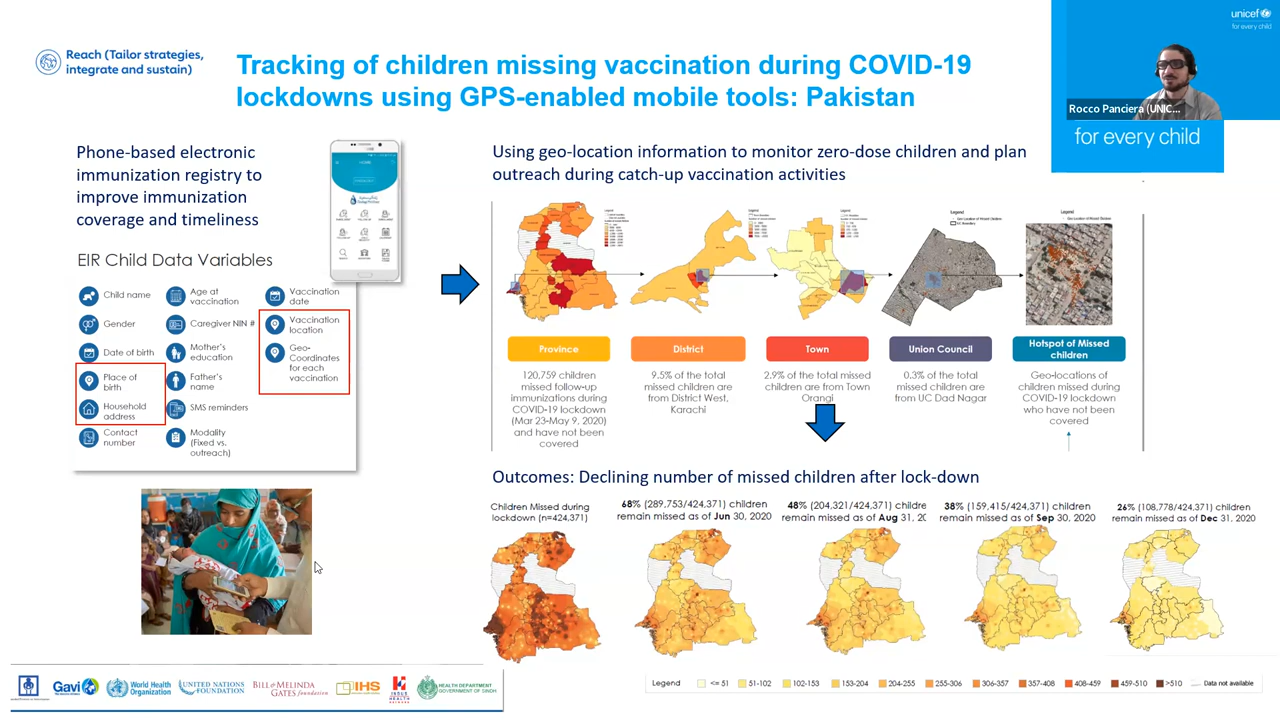 Reach (Tailor strategies,
integrate and sustain)
Tracking of children missing vaccination during COVID-19
lockdowns using GPS-enabled mobile tools: Pakistan
unicef
for every child
Rocco Panciera (UNIC...
for every child
Phone-based electronic
immunization registry to
improve immunization
coverage and timeliness
EIR Child Data Variables
Child name
Gender
Date of birth
Place of
birth
Household
address
Contact
number
Age at
vaccination
Caregiver NIN #
Mother's
education
Father's
name
SMS reminders
Modality
(Fixed vs.
outreach)
Vaccination
date
Vaccination
location
Geo-
Coordinates
for each
vaccination
Using geo-location information to monitor zero-dose children and plan
outreach during catch-up vaccination activities
Legend
Legend
Province
120,759 children
missed follow-up
immunizations during
COVID-19 lockdown
(Mar 23-May 9, 2020)
and have not been
covered
District
9.5% of the total
missed children are
from District West,
Karachi
Town
2.9% of the total missed
children are from Town
Orangi
Union Council
0.3% of the total
missed children are
from UC Dad Nagar
Hotspot of Missed
children
Geo-locations of
children missed during
COVID-19 lockdown
who have not been
covered
Outcomes: Declining number of missed children after lock-down
Children Missed during
lockdown (n=424,371)
68% (289,753/424,371) children
remain missed as of Jun 30, 2020
48% (204,321/424,371) childre
remain missed as of Aug 31, 20
38% (159,415/424,371) children
remain missed as of Sep 30, 2020
26% (108,778/424,371) children
remain missed as of Dec 31, 2020
Legend <= 51 51-102 102-153 153-204 204-255 255-306 306-357 357-408 408-459 459-510 >510 Data not available
Gavi
World Health
Organization
UNITED NATIONS
FOUNDATION
BILL & MELINDA
GATES foundation
IHS
HEALTH DEPARTMENT
GOVERNMENT OF SINDH